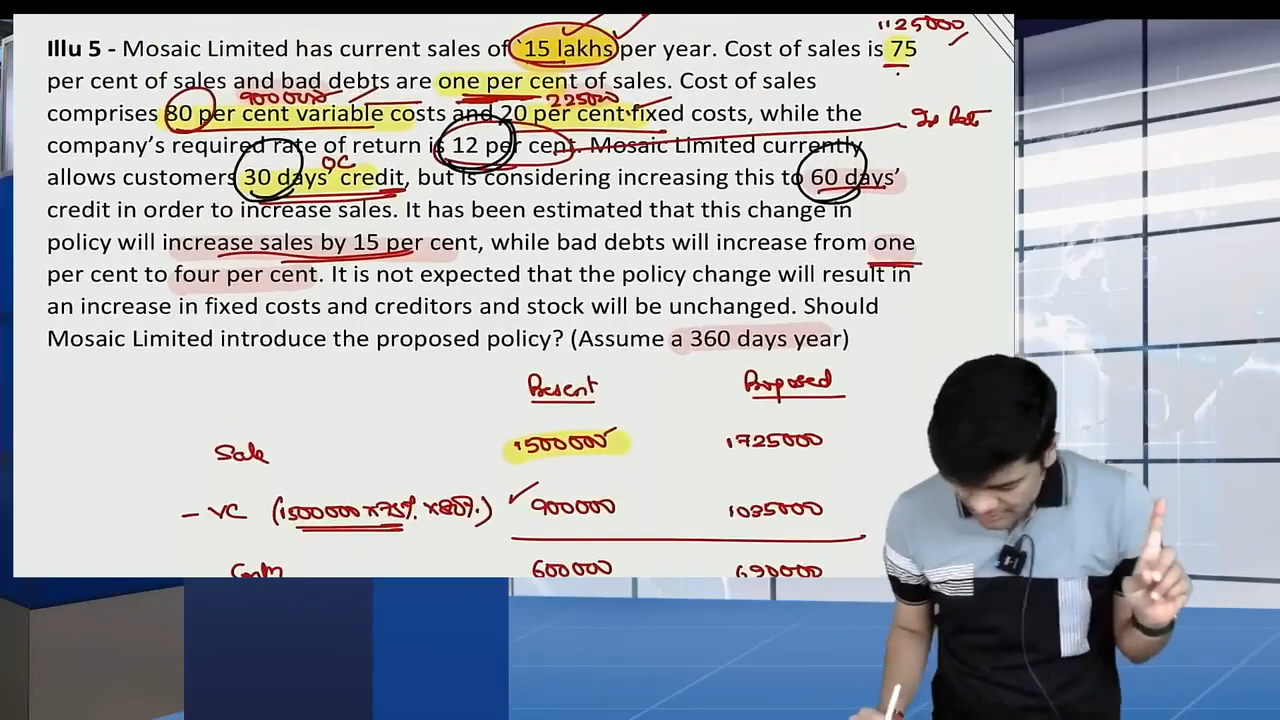 1125000
Illu 5 - Mosaic Limited has current sales of `15 lakhs per year. Cost of sales is 75
per cent of sales and bad debts are one per cent of sales. Cost of sales
900000 225000
comprises 80 per cent variable costs and 20 per cent fixed costs, while the
company's required rate of return is 12 per cent. Mosaic Limited currently
allows customers 30 days' credit, but is considering increasing this to 60 days'
credit in order to increase sales. It has been estimated that this change in
policy will increase sales by 15 per cent, while bad debts will increase from one
per cent to four per cent. It is not expected that the policy change will result in
an increase in fixed costs and creditors and stock will be unchanged. Should
Mosaic Limited introduce the proposed policy? (Assume a 360 days year)
Present Proposed
Sale 1500000 1725000
- VC (1500000 x 75% x 80%) 900000 1035000
600000 690000